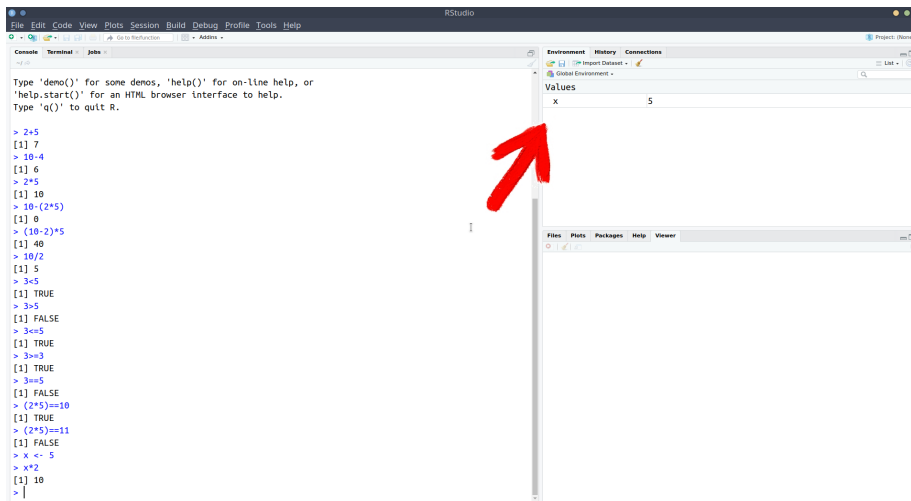 RStudio
File Edit Code View Plots Session Build Debug Profile Tools Help
Go to file/function Addins Project: (None
Console Terminal Jobs
Type 'demo()' for some demos, 'help()' for on-line help, or
'help.start()' for an HTML browser interface to help.
Type 'q()' to quit R.
> 2+5
[1] 7
> 10-4
[1] 6
> 2*5
[1] 10
> 10-(2*5)
[1] 0
> (10-2)*5
[1] 40
> 10/2
[1] 5
> 3<5
[1] TRUE
> 3>5
[1] FALSE
> 3<=5
[1] TRUE
> 3>=3
[1] TRUE
> 3==5
[1] FALSE
> (2*5)==10
[1] TRUE
> (2*5)==11
[1] FALSE
> x <- 5
> x*2
[1] 10
>
Environment History Connections
Import Dataset List
Global Environment
Values
x 5
Files Plots Packages Help Viewer